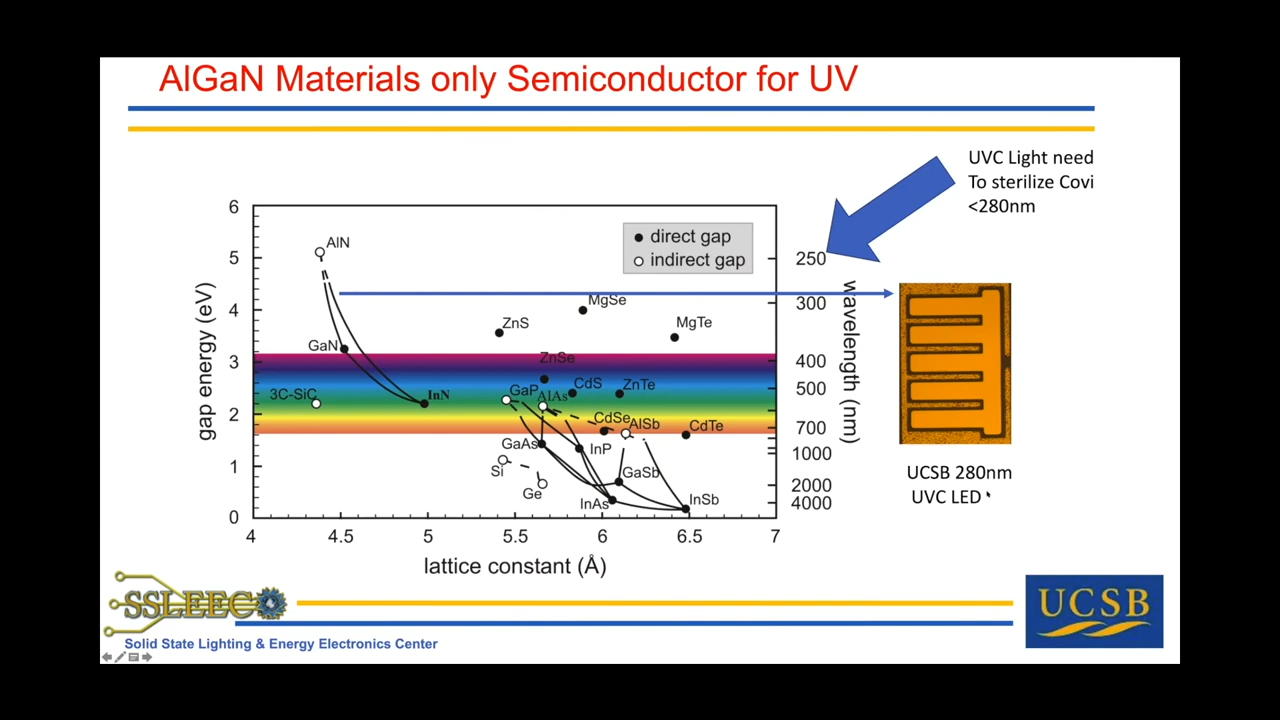 AlGaN Materials only Semiconductor for UV
UVC Light need
To sterilize Covi
<280nm
6
5
4
3
2
1
0
gap energy (eV)
direct gap
indirect gap
AlN
MgSe
ZnS
MgTe
GaN
ZnSe
CdS
ZnTe
3C-SiC
InN
GaP
AlAs
CdSe
AlSb
CdTe
GaAs
InP
Si
GaSb
Ge
InAs
InSb
250
300
400
500
700
1000
2000
4000
wavelength (nm)
4
4.5
5
5.5
6
6.5
7
lattice constant (Å)
UCSB 280nm
UVC LED
SSLEEC
Solid State Lighting & Energy Electronics Center
UCSB